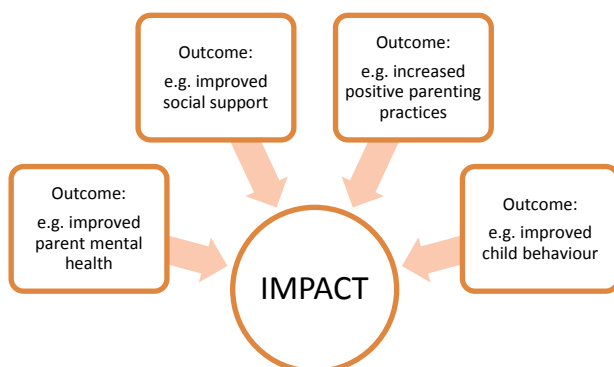 Outcome:
e.g. improved
social support
Outcome:
e.g. increased
positive parenting
practices
Outcome:
e.g. improved
parent mental
health
Outcome:
e.g. improved
child behaviour
IMPACT